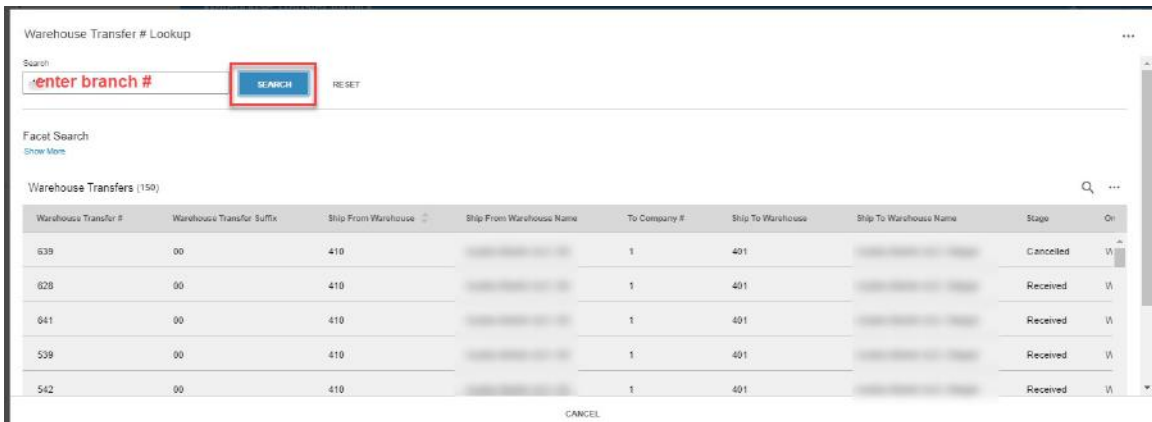 Warehouse Transfer # Lookup
Search
enter branch # SEARCH RESET
Facet Search
Show More
Warehouse Transfers (150)
Warehouse Transfer # Warehouse Transfer Suffix Ship From Warehouse Ship From Warehouse Name To Company # Ship To Warehouse Ship To Warehouse Name Stage Or
639 00 410 1 401 Cancelled W
628 00 410 1 401 Received W
641 00 410 1 401 Received W
539 00 410 1 401 Received W
542 00 410 1 401 Received W
CANCEL